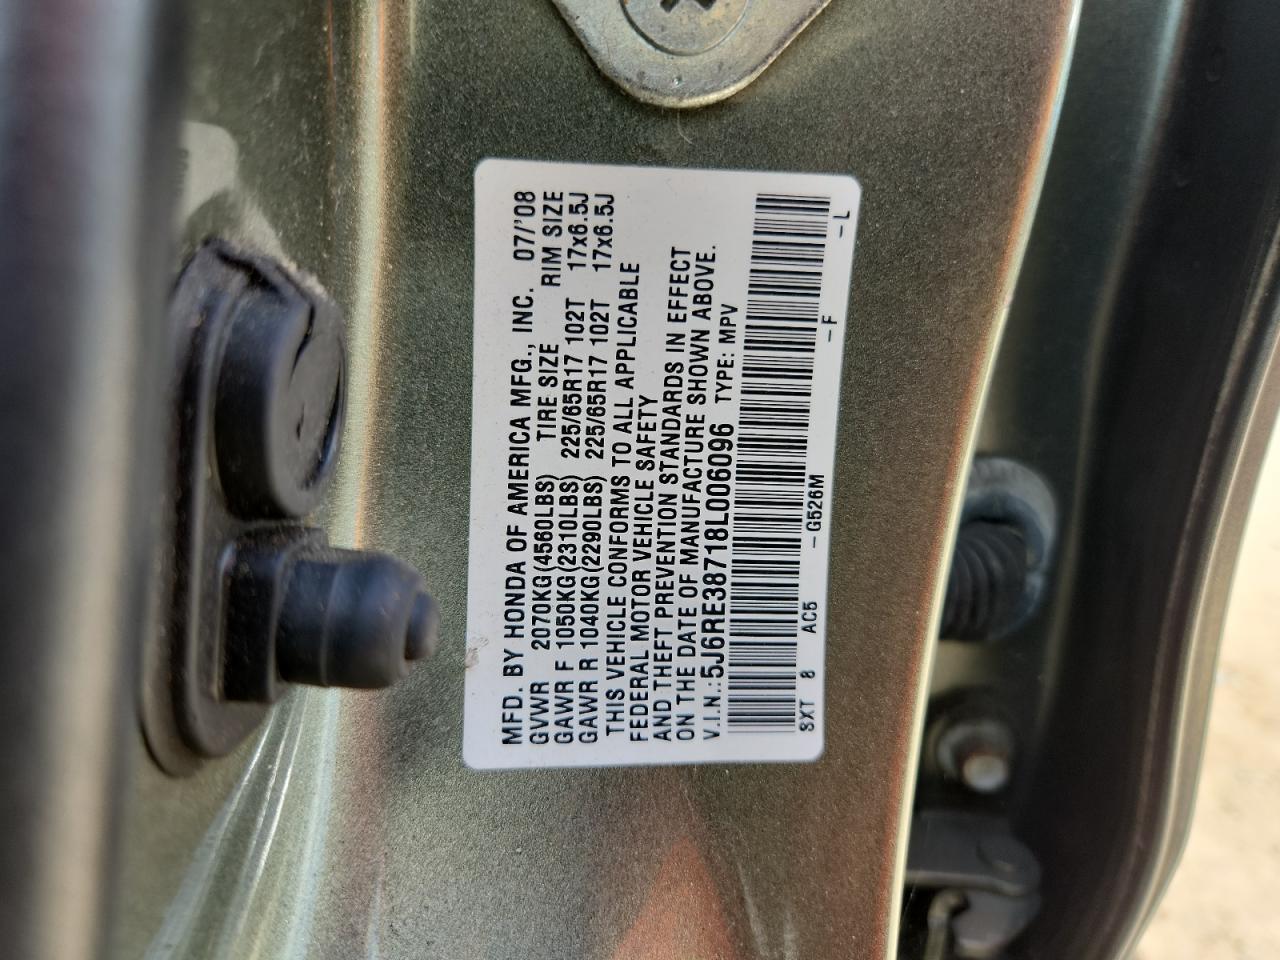 MFD. BY HONDA OF AMERICA MFG., INC. 07/'08
GVWR 2070KG(4560LBS) TIRE SIZE RIM SIZE
GAWR F 1050KG(2310LBS) 225/65R17 102T 17x6.5J
GAWR R 1040KG(2290LBS) 225/65R17 102T 17x6.5J
THIS VEHICLE CONFORMS TO ALL APPLICABLE
FEDERAL MOTOR VEHICLE SAFETY
AND THEFT PREVENTION STANDARDS IN EFFECT
ON THE DATE OF MANUFACTURE SHOWN ABOVE.
V.I.N.:5J6RE38718L006096 TYPE: MPV
SXT 8 AC5 -G526M -F -L